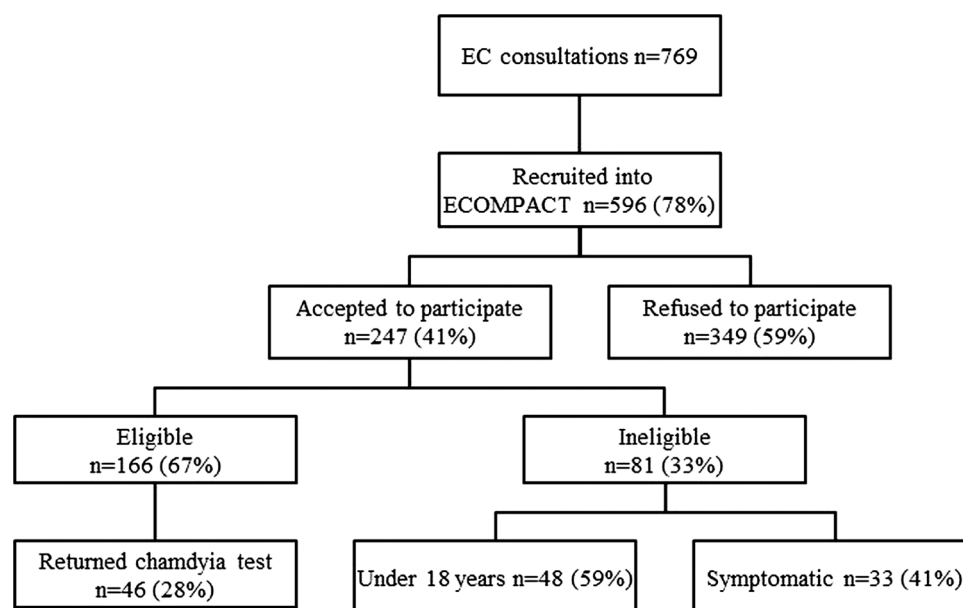 EC consultations n=769
Recruited into
ECOMPACT n=596 (78%)
Accepted to participate
n=247 (41%)
Refused to participate
n=349 (59%)
Eligible
n=166 (67%)
Ineligible
n=81 (33%)
Returned chamdyia test
n=46 (28%)
Under 18 years n=48 (59%)
Symptomatic n=33 (41%)